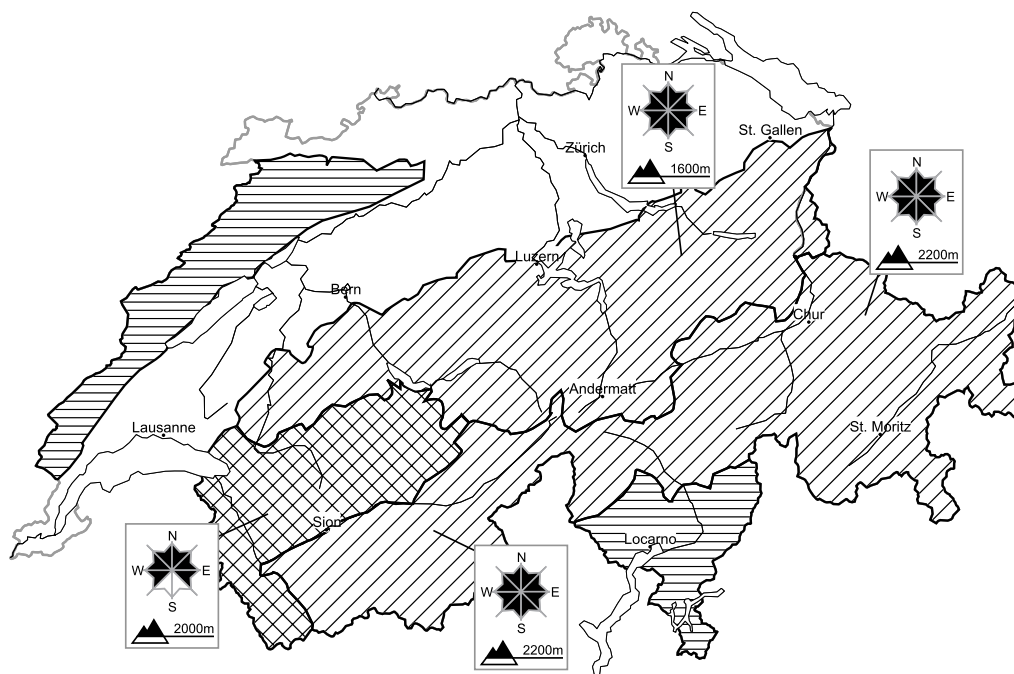 N
W E
S
1600m
St. Gallen
Zürich
N
W E
S
2200m
Luzern
Bern
Chur
Andermatt
St. Moritz
Lausanne
Sion
Locarno
N
W E
S
2000m
N
W E
S
2200m